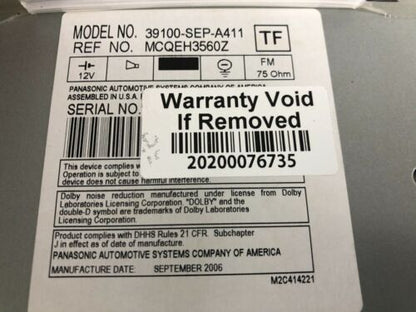 MODEL NO. 39100-SEP-A411
REF NO. MCQEH3560Z
TF
12V
FM
75 Ohm
PANASONIC AUTOMOTIVE SYSTEMS COMPANY OF AMERICA
ASSEMBLED IN U.S.A.
SERIAL NO.
Warranty Void
If Removed
20200076735
This device complies
Operation is subject to
device does not cause harmful interference.
Dolby noise reduction manufactured under license from Dolby
Laboratories Licensing Corporation. "DOLBY" and the
double-D symbol are trademarks of Dolby Laboratories
Licensing Corporation.
Product complies with DHHS Rules 21 CFR. Subchapter
J in effect as of date of manufacture.
PANASONIC AUTOMOTIVE SYSTEMS COMPANY OF AMERICA
MANUFACTURE DATE: SEPTEMBER 2006
M2C414221